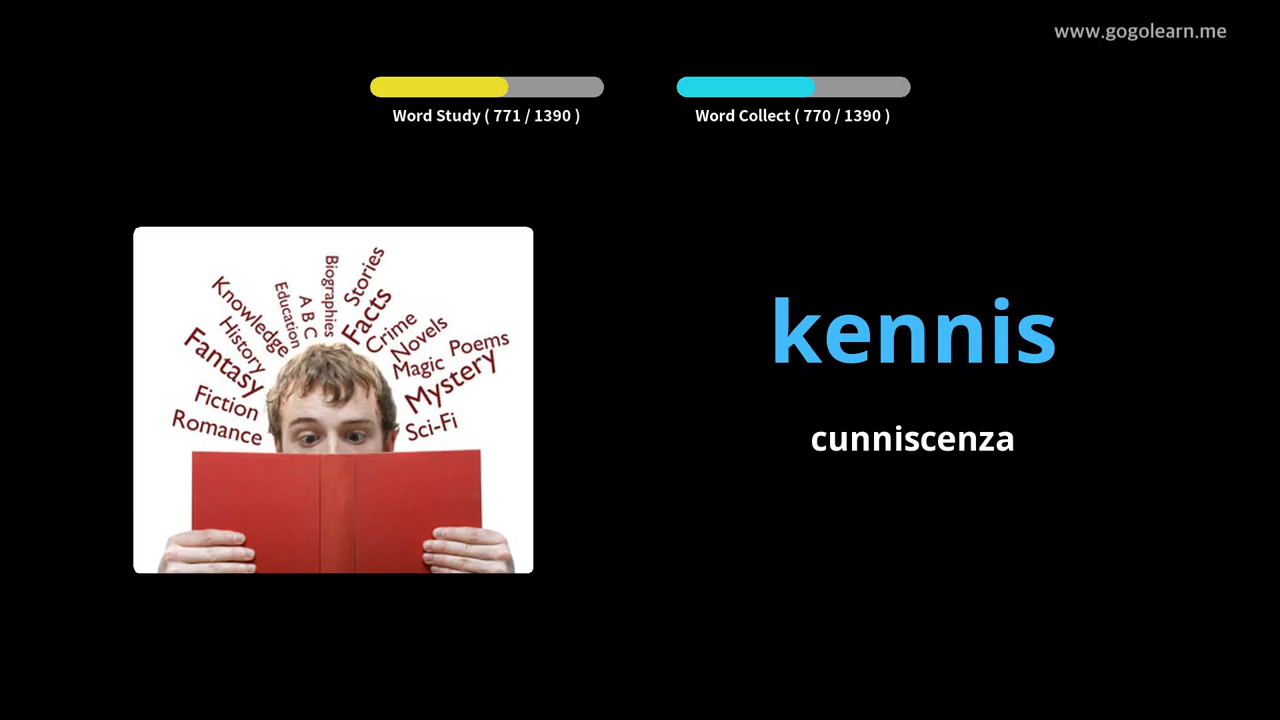 www.gogolearn.me
Word Study ( 771 / 1390 )
Word Collect ( 770 / 1390 )
Biographies
Stories
Education
A B C
Facts
Knowledge
Crime
History
Novels
Fantasy
Magic
Poems
Mystery
Fiction
Romance
Sci-Fi
kennis
cunniscenza